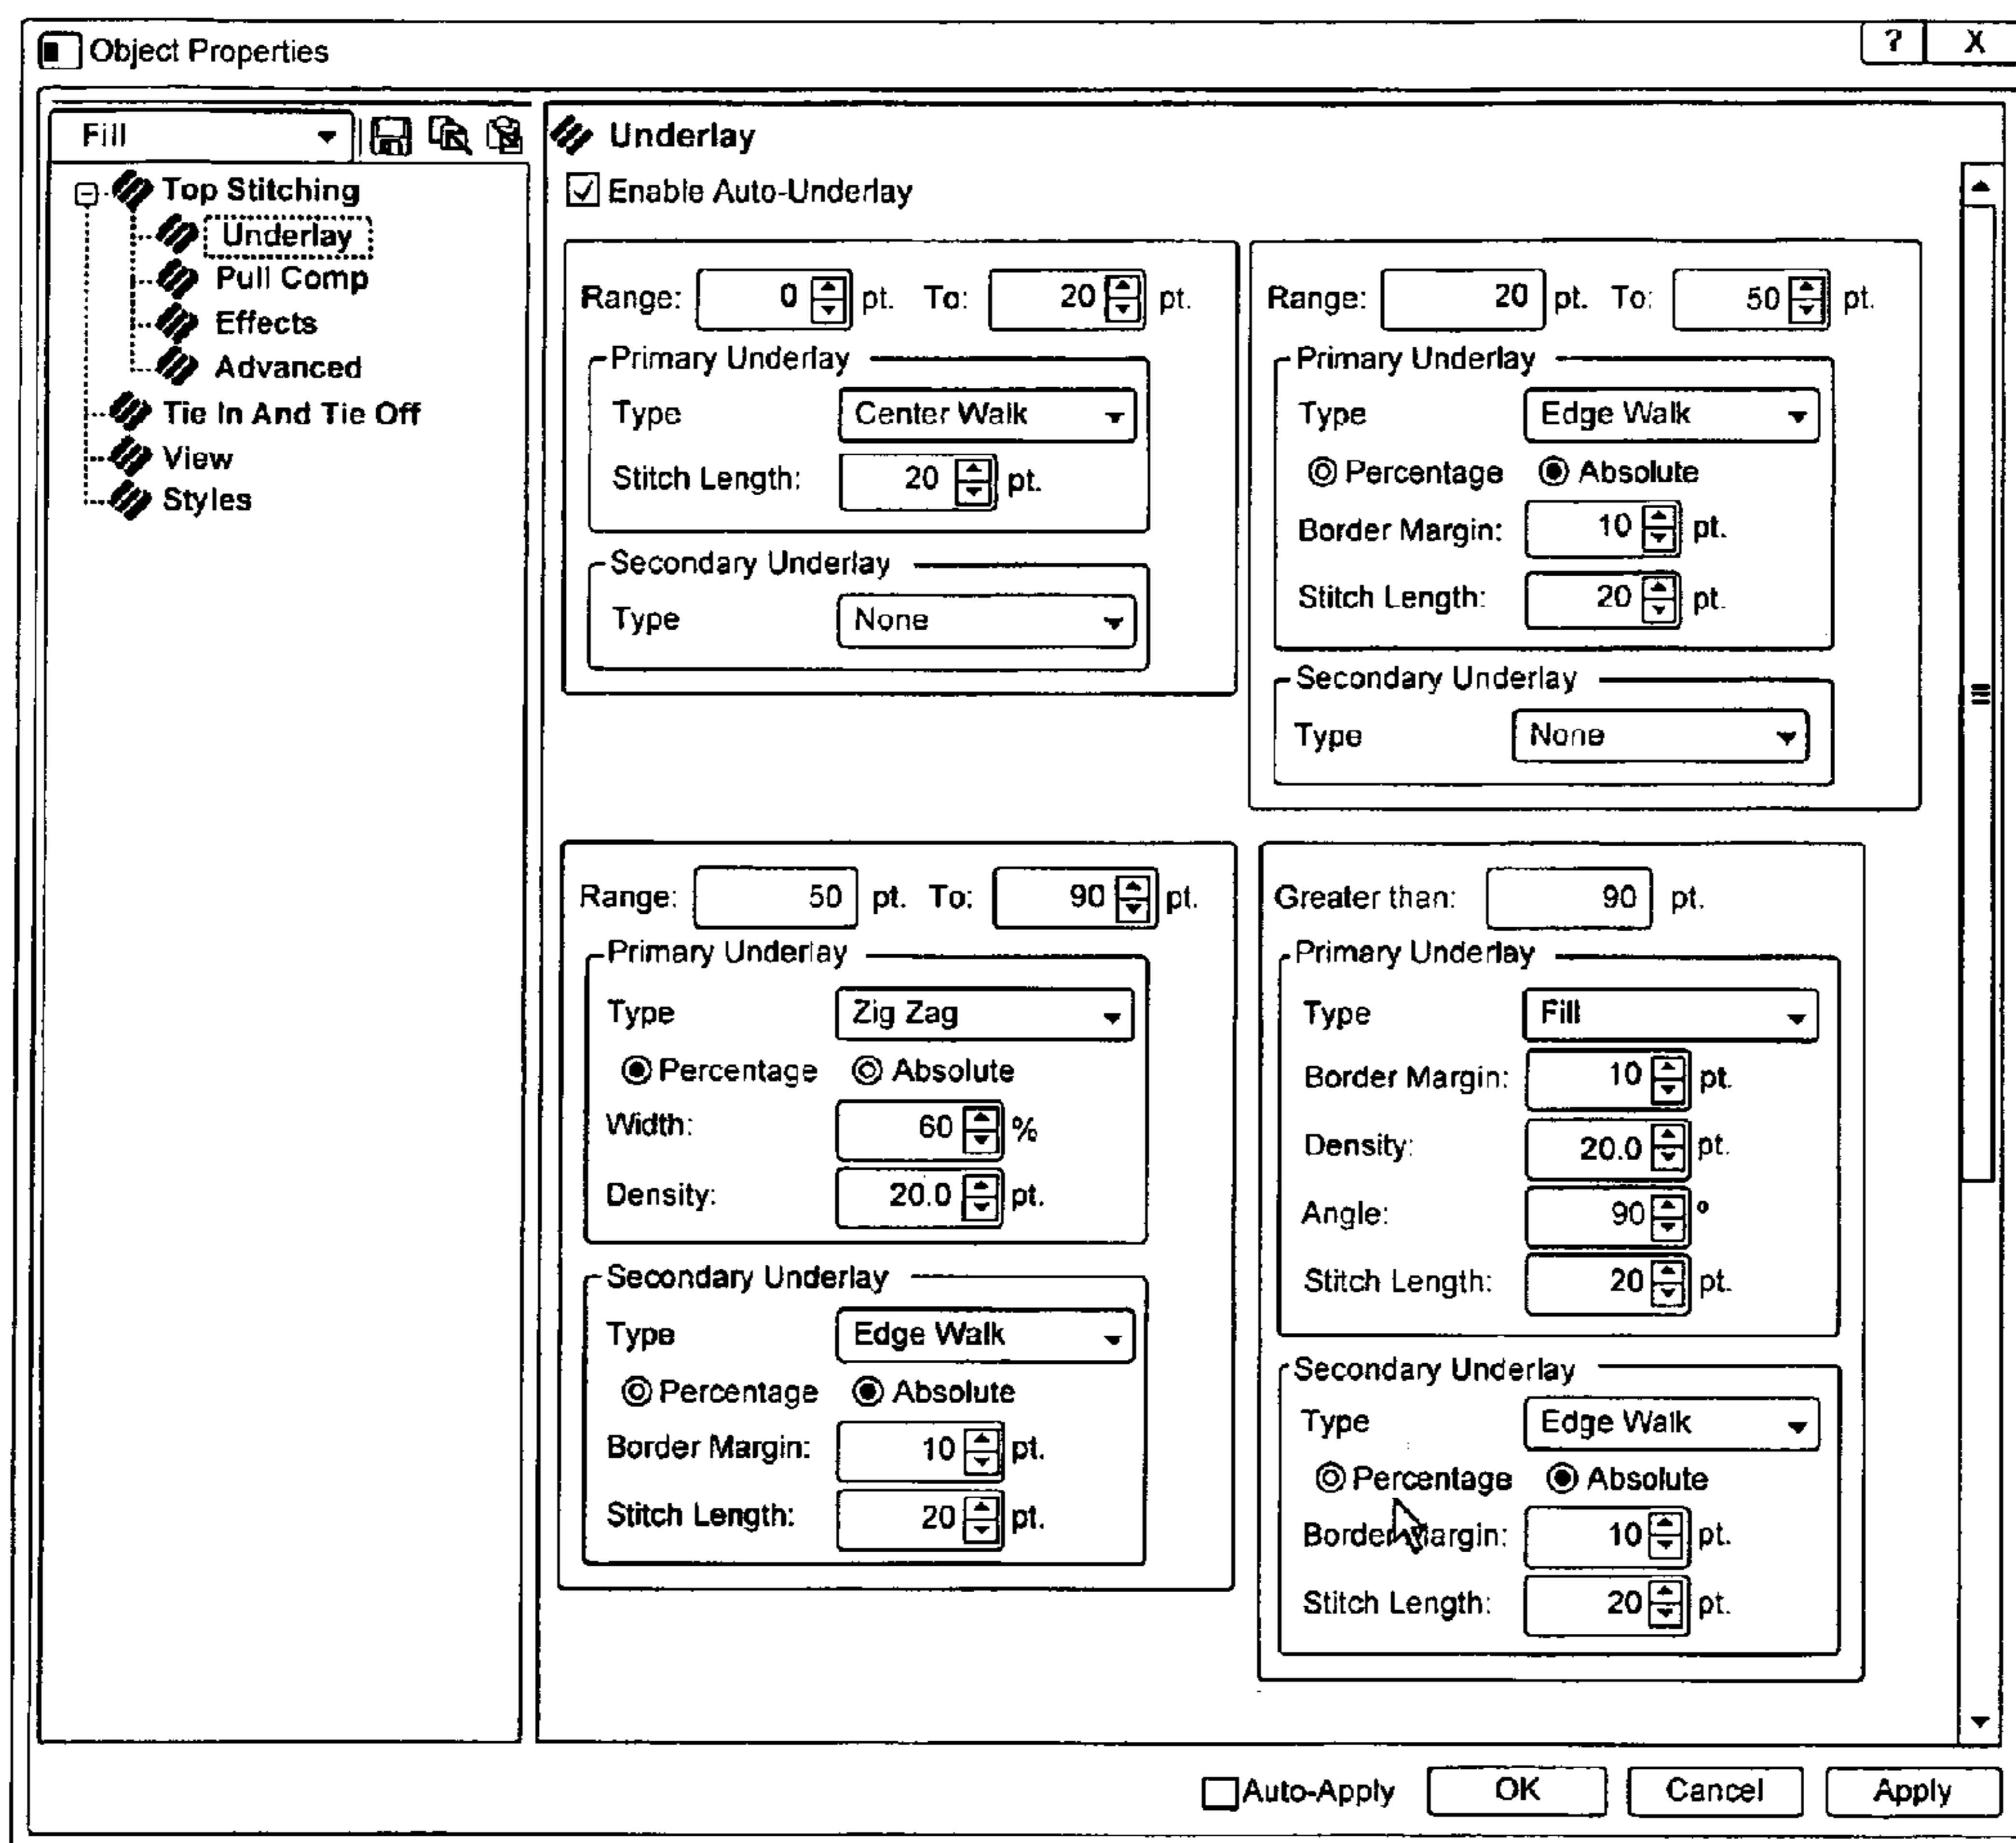 Object Properties
? X
Fill
Top Stitching
Underlay
Pull Comp
Effects
Advanced
Tie In And Tie Off
View
Styles
Underlay
Enable Auto-Underlay
Range: 0 pt. To: 20 pt.
Primary Underlay
Type Center Walk
Stitch Length: 20 pt.
Secondary Underlay
Type None
Range: 20 pt. To: 50 pt.
Primary Underlay
Type Edge Walk
Percentage Absolute
Border Margin: 10 pt.
Stitch Length: 20 pt.
Secondary Underlay
Type None
Range: 50 pt. To: 90 pt.
Primary Underlay
Type Zig Zag
Percentage Absolute
Width: 60 %
Density: 20.0 pt.
Secondary Underlay
Type Edge Walk
Percentage Absolute
Border Margin: 10 pt.
Stitch Length: 20 pt.
Greater than: 90 pt.
Primary Underlay
Type Fill
Border Margin: 10 pt.
Density: 20.0 pt.
Angle: 90 °
Stitch Length: 20 pt.
Secondary Underlay
Type Edge Walk
Percentage Absolute
Border Margin: 10 pt.
Stitch Length: 20 pt.
Auto-Apply OK Cancel Apply